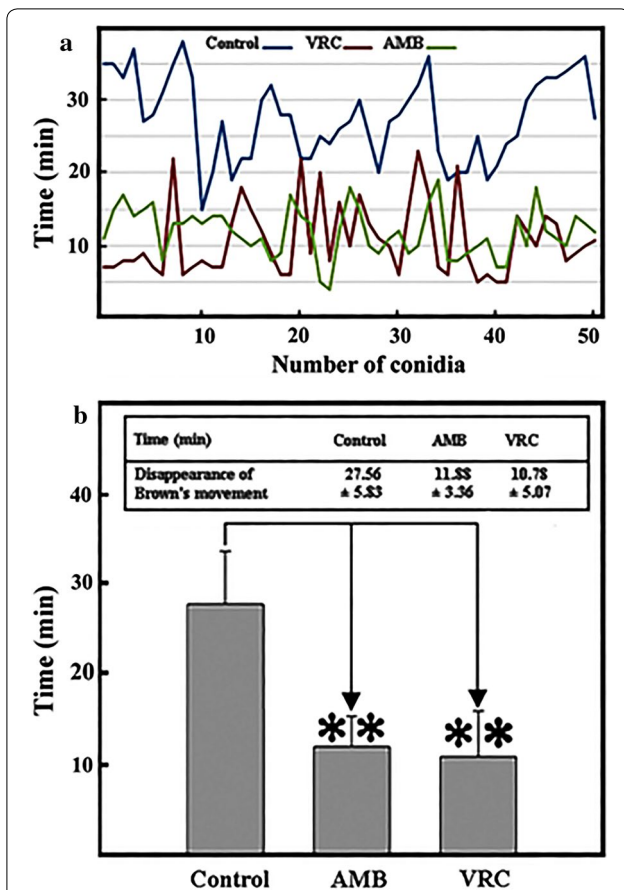 a
Control VRC AMB
30
20
10
Time (min)
10 20 30 40 50
Number of conidia
b
Time (min) Control AMB VRC
Disappearance of 27.56 11.88 10.78
Brown's movement ± 5.83 ± 3.36 ± 5.07
40
30
20
10
Time (min)
** **
Control AMB VRC